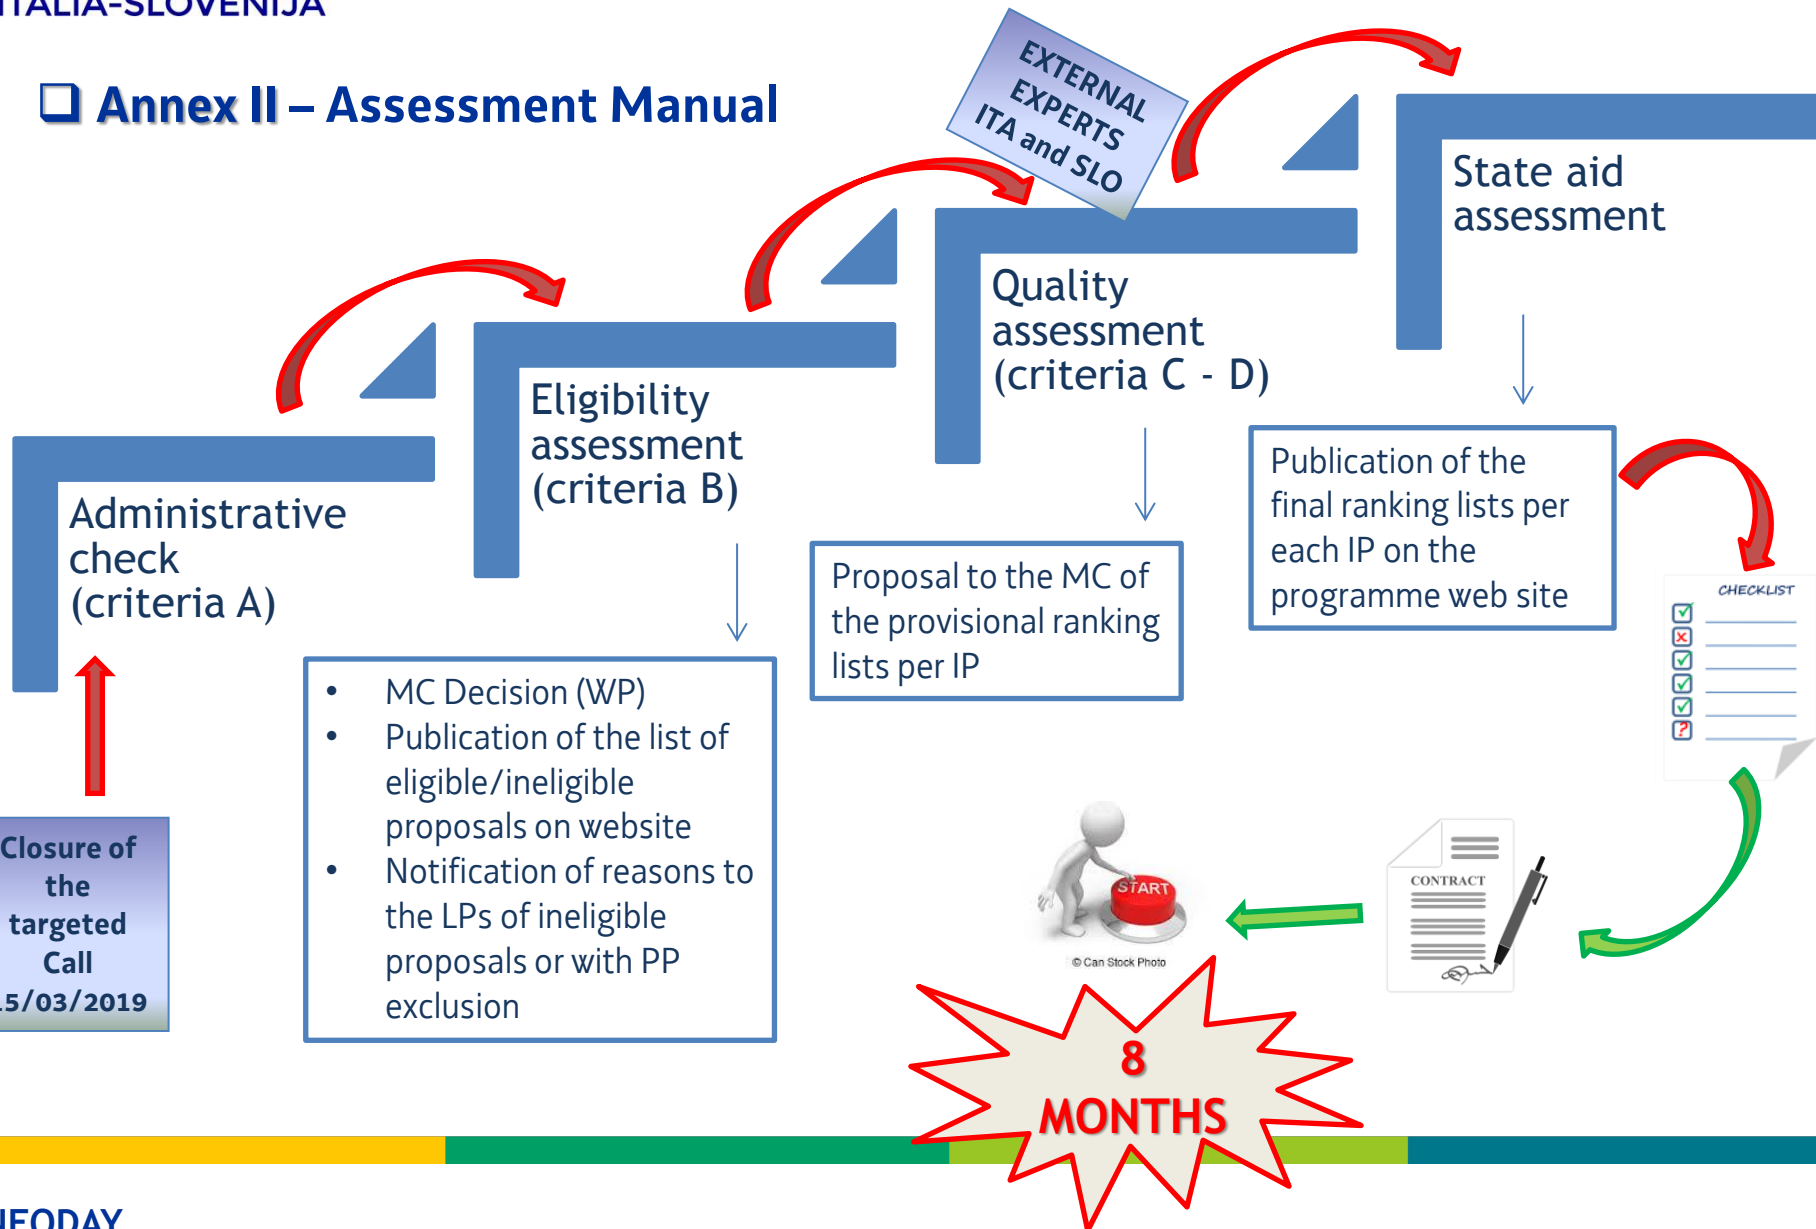 ITALIA-SLOVENIJA
Annex II – Assessment Manual
EXTERNAL
EXPERTS
ITA and SLO
State aid
assessment
Quality
assessment
(criteria C - D)
Eligibility
assessment
(criteria B)
Administrative
check
(criteria A)
Publication of the
final ranking lists per
each IP on the
programme web site
Proposal to the MC of
the provisional ranking
lists per IP
• MC Decision (WP)
• Publication of the list of
eligible/ineligible
proposals on website
• Notification of reasons to
the LPs of ineligible
proposals or with PP
exclusion
CHECKLIST
Closure of
the
targeted
Call
15/03/2019
START
© Can Stock Photo
CONTRACT
8
MONTHS
INFODAY